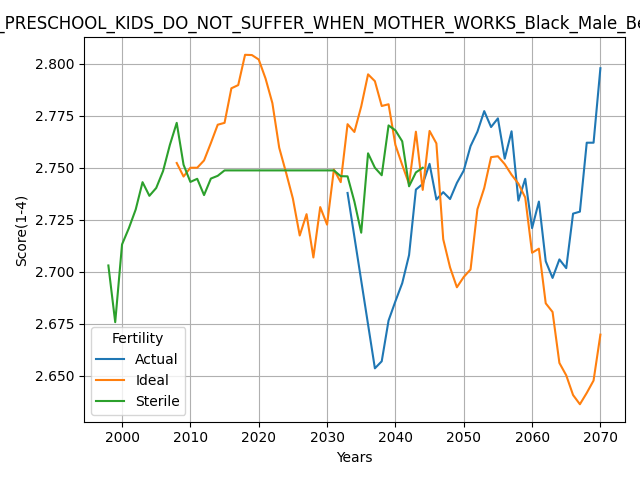 _PRESCHOOL_KIDS_DO_NOT_SUFFER_WHEN_MOTHER_WORKS_Black_Male_Be
2.800
2.775
2.750
2.725
2.700
2.675
2.650
Score(1-4)
Fertility
Actual
Ideal
Sterile
2000 2010 2020 2030 2040 2050 2060 2070
Years